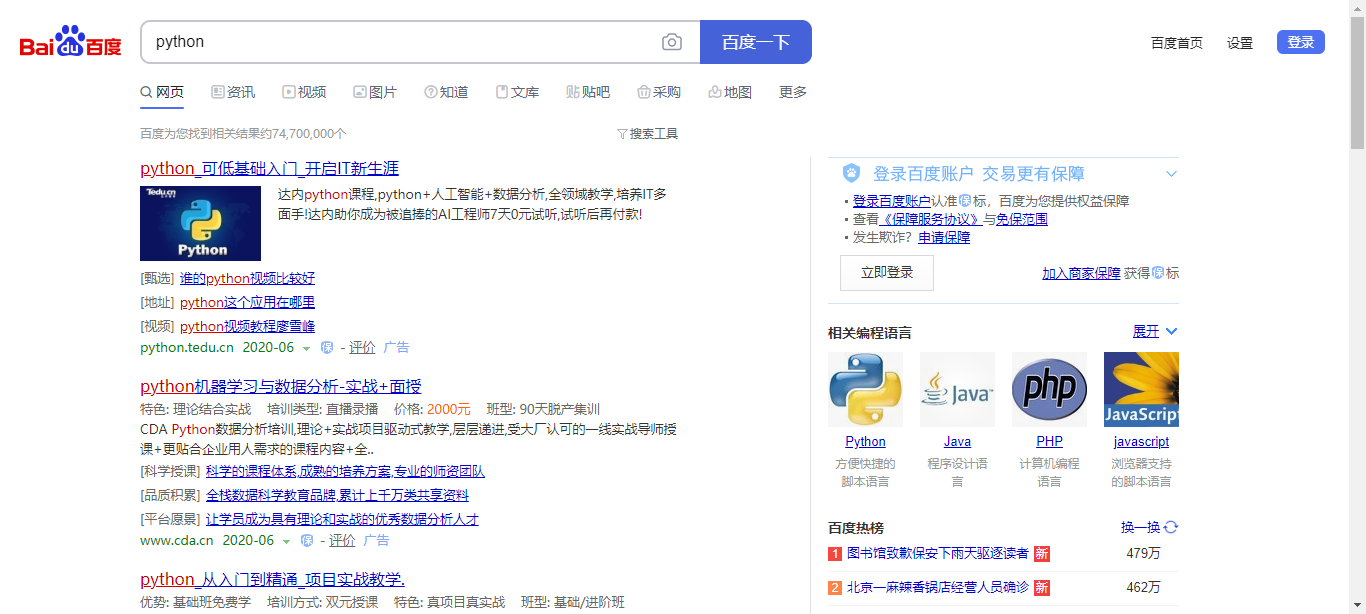 Bai du 百度
python
百度一下
百度首页 设置 登录
网页 资讯 视频 图片 知道 文库 贴吧 采购 地图 更多
百度为您找到相关结果约74,700,000个
搜索工具
python_可低基础入门_开启IT新生涯
Tedu.cn
Python
达内python课程,python+人工智能+数据分析,全领域教学,培养IT多
面手!达内助你成为被追捧的AI工程师7天0元试听,试听后再付款!
[甄选] 谁的python视频比较好
[地址] python这个应用在哪里
[视频] python视频教程廖雪峰
python.tedu.cn 2020-06 保 - 评价 广告
python机器学习与数据分析-实战+面授
特色: 理论结合实战 培训类型: 直播录播 价格: 2000元 班型: 90天脱产集训
CDA Python数据分析培训,理论+实战项目驱动式教学,层层递进,受大厂认可的一线实战导师授
课+更贴合企业用人需求的课程内容+全..
[科学授课] 科学的课程体系,成熟的培养方案,专业的师资团队
[品质积累] 全栈数据科学教育品牌,累计上千万类共享资料
[平台愿景] 让学员成为具有理论和实战的优秀数据分析人才
www.cda.cn 2020-06 保 - 评价 广告
python_从入门到精通_项目实战教学.
优势: 基础班免费学 培训方式: 双元授课 特色: 真项目真实战 班型: 基础/进阶班
登录百度账户 交易更有保障
登录百度账户认准保标，百度为您提供权益保障
查看《保障服务协议》与免保范围
发生欺诈？申请保障
立即登录
加入商家保障 获得保标
相关编程语言
展开
Java
php
JavaScript
Python Java PHP javascript
方便快捷的 程序设计语 计算机编程 浏览器支持
脚本语言 言 语言 的脚本语言
百度热榜
换一换
1 图书馆致歉保安下雨天驱逐读者 新 479万
2 北京一麻辣香锅店经营人员确诊 新 462万